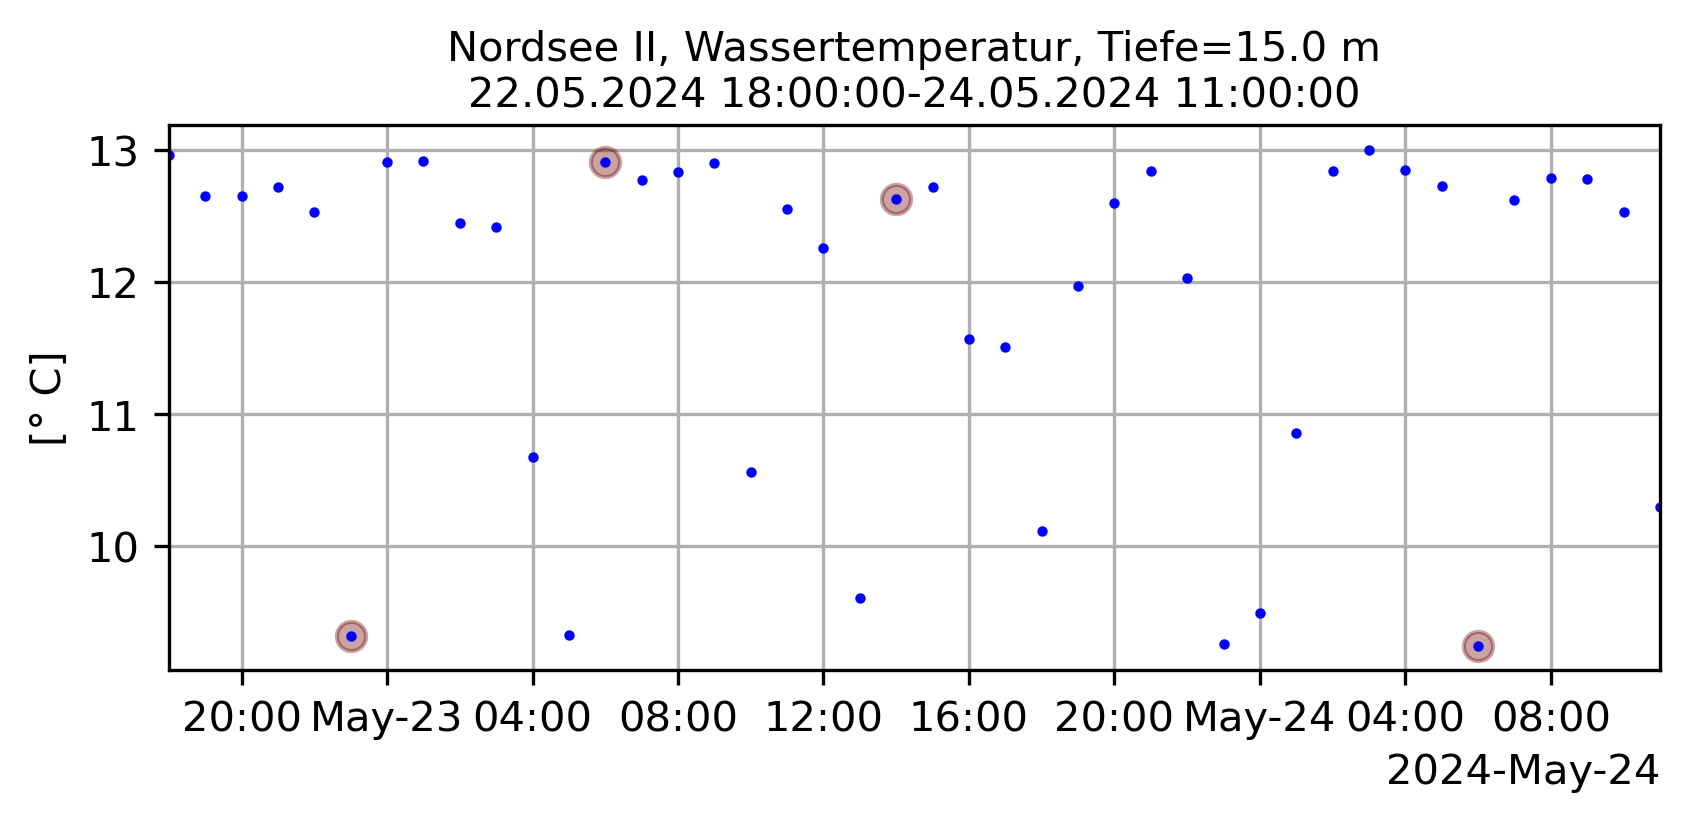 Nordsee II, Wassertemperatur, Tiefe=15.0 m
22.05.2024 18:00:00-24.05.2024 11:00:00
[° C]
13
12
11
10
20:00 May-23 04:00 08:00 12:00 16:00 20:00 May-24 04:00 08:00
2024-May-24